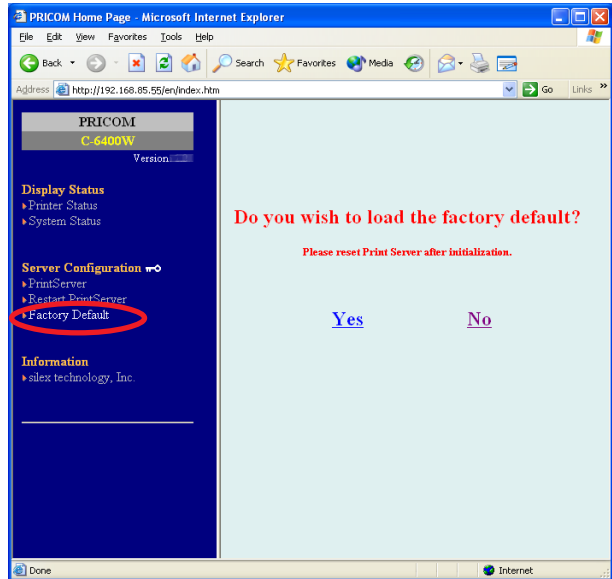 PRICOM Home Page - Microsoft Internet Explorer
File Edit View Favorites Tools Help
Back Search Favorites Media
Address http://192.168.85.55/en/index.htm Go Links »
PRICOM
C-6400W
Version
Display Status
Printer Status
System Status
Server Configuration
PrintServer
Restart PrintServer
Factory Default
Information
silex technology, Inc.
Do you wish to load the factory default?
Please reset Print Server after initialization.
Yes No
Done Internet